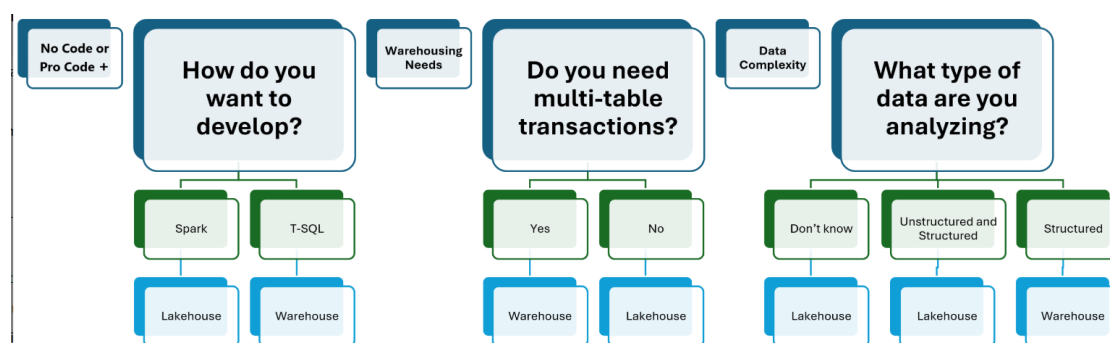 No Code or
Pro Code +
How do you
want to
develop?
Warehousing
Needs
Do you need
multi-table
transactions?
Data
Complexity
What type of
data are you
analyzing?
Spark
T-SQL
Yes
No
Don't know
Unstructured and
Structured
Structured
Lakehouse
Warehouse
Warehouse
Lakehouse
Lakehouse
Lakehouse
Warehouse